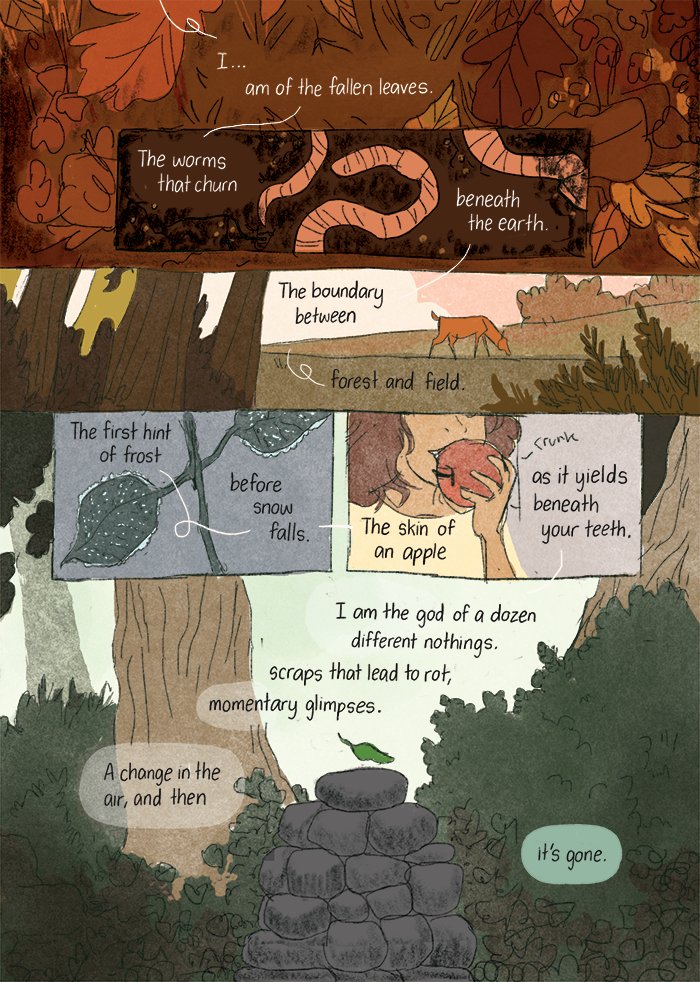 I...
am of the fallen leaves.
The worms
that churn
beneath
the earth.
The boundary
between
forest and field.
The first hint
of frost
before
snow
falls.
The skin of
an apple
crunk
as it yields
beneath
your teeth.
I am the god of a dozen
different nothings.
scraps that lead to rot,
momentary glimpses.
A change in the
air, and then
it's gone.